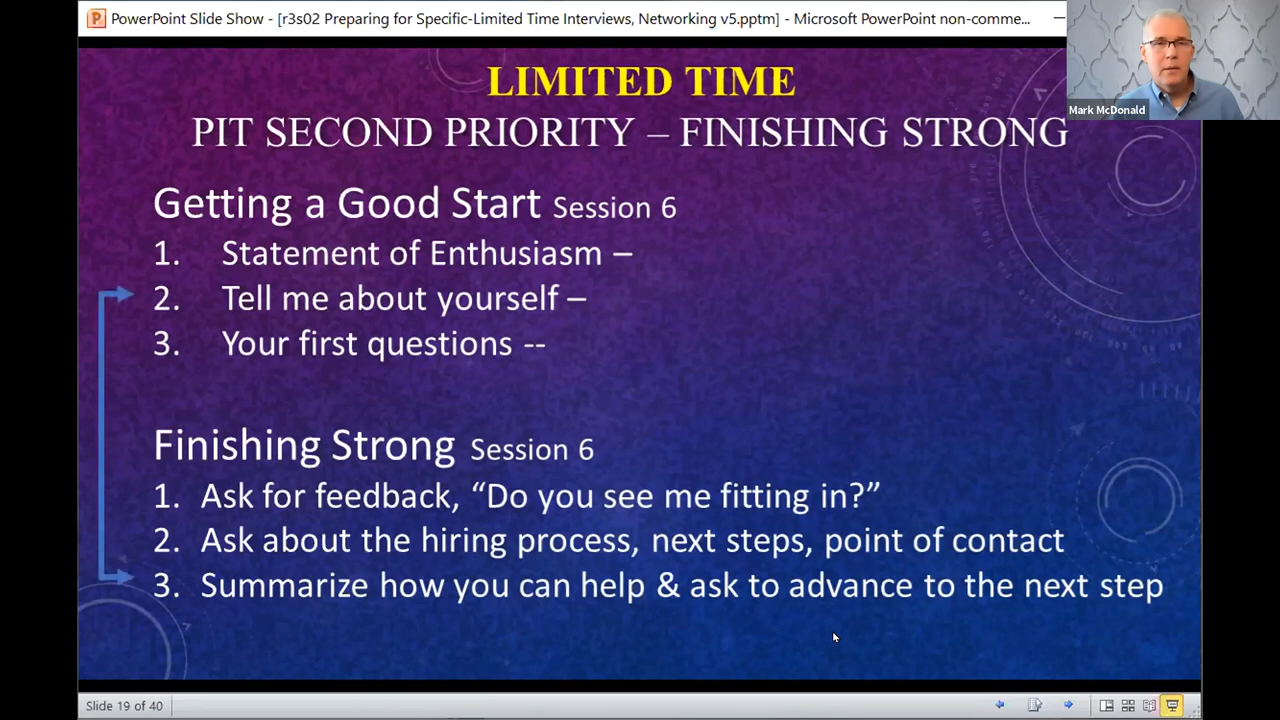 PowerPoint Slide Show - [r3s02 Preparing for Specific-Limited Time Interviews, Networking v5.pptm] - Microsoft PowerPoint non-comme...
Mark McDonald
LIMITED TIME
PIT SECOND PRIORITY – FINISHING STRONG
Getting a Good Start Session 6
1. Statement of Enthusiasm –
2. Tell me about yourself –
3. Your first questions --
Finishing Strong Session 6
1. Ask for feedback, “Do you see me fitting in?”
2. Ask about the hiring process, next steps, point of contact
3. Summarize how you can help & ask to advance to the next step
Slide 19 of 40